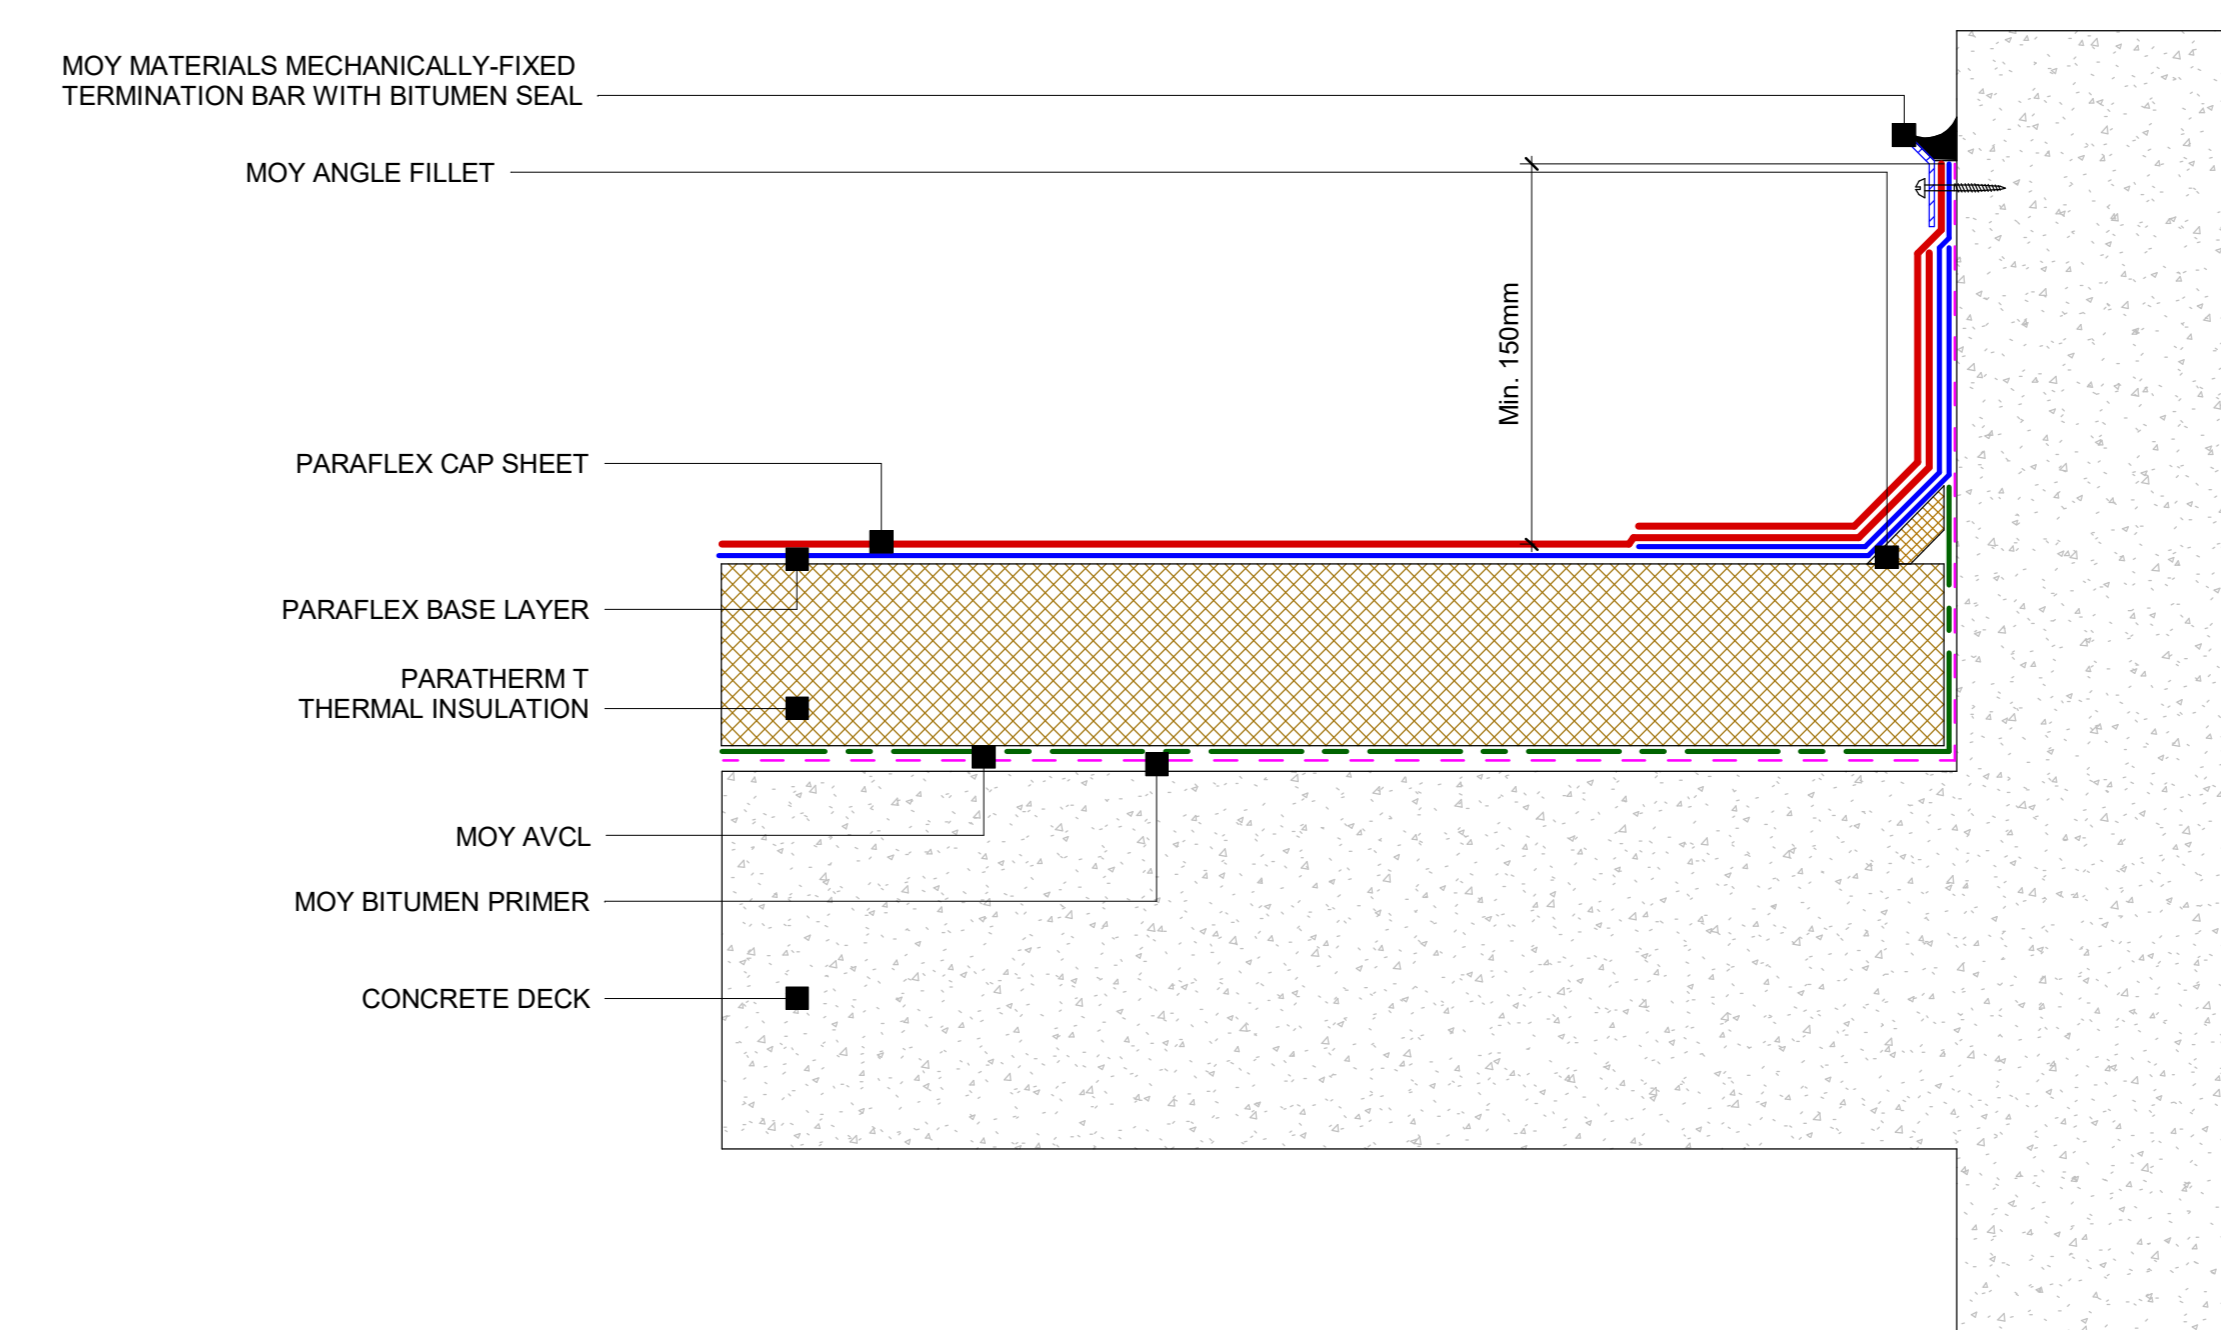 MOY MATERIALS MECHANICALLY-FIXED
TERMINATION BAR WITH BITUMEN SEAL
MOY ANGLE FILLET
Min. 150mm
PARAFLEX CAP SHEET
PARAFLEX BASE LAYER
PARATHERM T
THERMAL INSULATION
MOY AVCL
MOY BITUMEN PRIMER
CONCRETE DECK